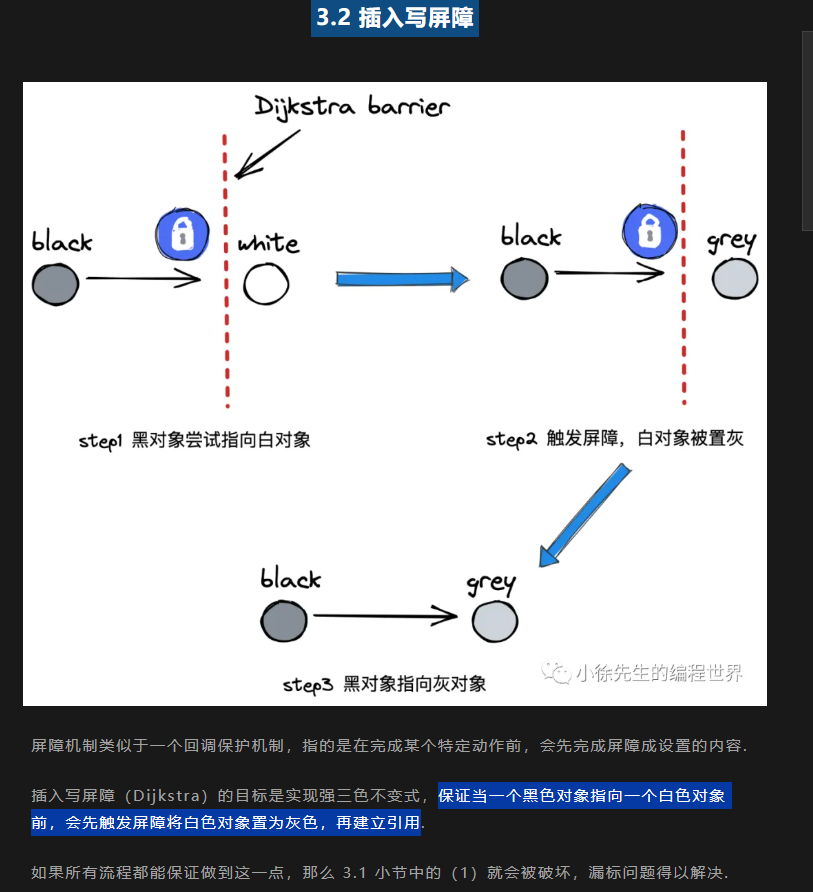 3.2 插入写屏障
Dijkstra barrier
black
white
black
grey
step1 黑对象尝试指向白对象
step2 触发屏障，白对象被置灰
black
grey
step3 黑对象指向灰对象
小徐先生的编程世界
屏障机制类似于一个回调保护机制，指的是在完成某个特定动作前，会先完成屏障成设置的内容.
插入写屏障（Dijkstra）的目标是实现强三色不变式，保证当一个黑色对象指向一个白色对象
前，会先触发屏障将白色对象置为灰色，再建立引用.
如果所有流程都能保证做到这一点，那么 3.1 小节中的（1）就会被破坏，漏标问题得以解决.